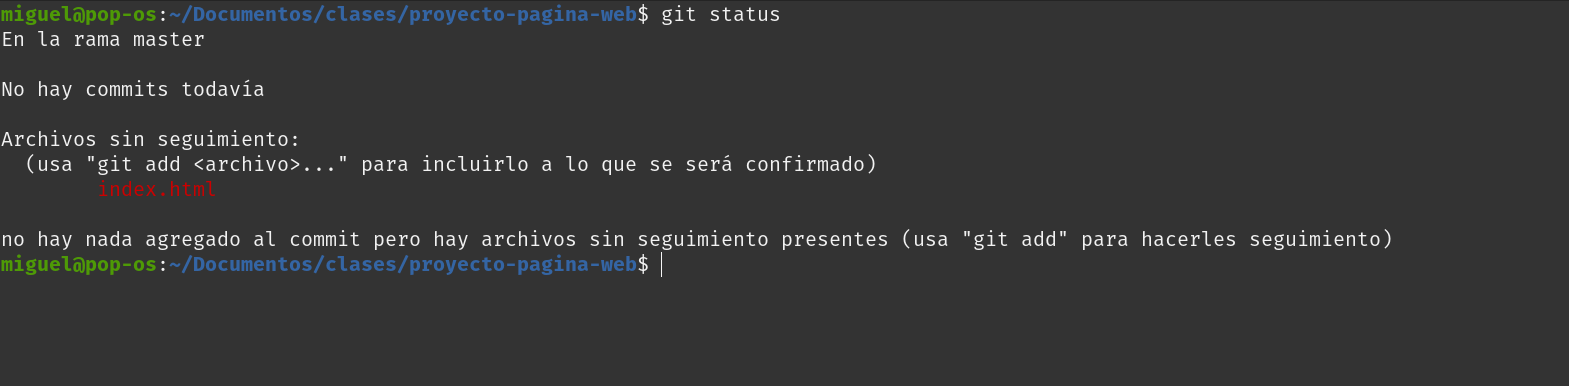 miguel@pop-os:~/Documentos/clases/proyecto-pagina-web$ git status
En la rama master
No hay commits todavía
Archivos sin seguimiento:
(usa "git add <archivo>..." para incluirlo a lo que se será confirmado)
index.html
no hay nada agregado al commit pero hay archivos sin seguimiento presentes (usa "git add" para hacerles seguimiento)
miguel@pop-os:~/Documentos/clases/proyecto-pagina-web$